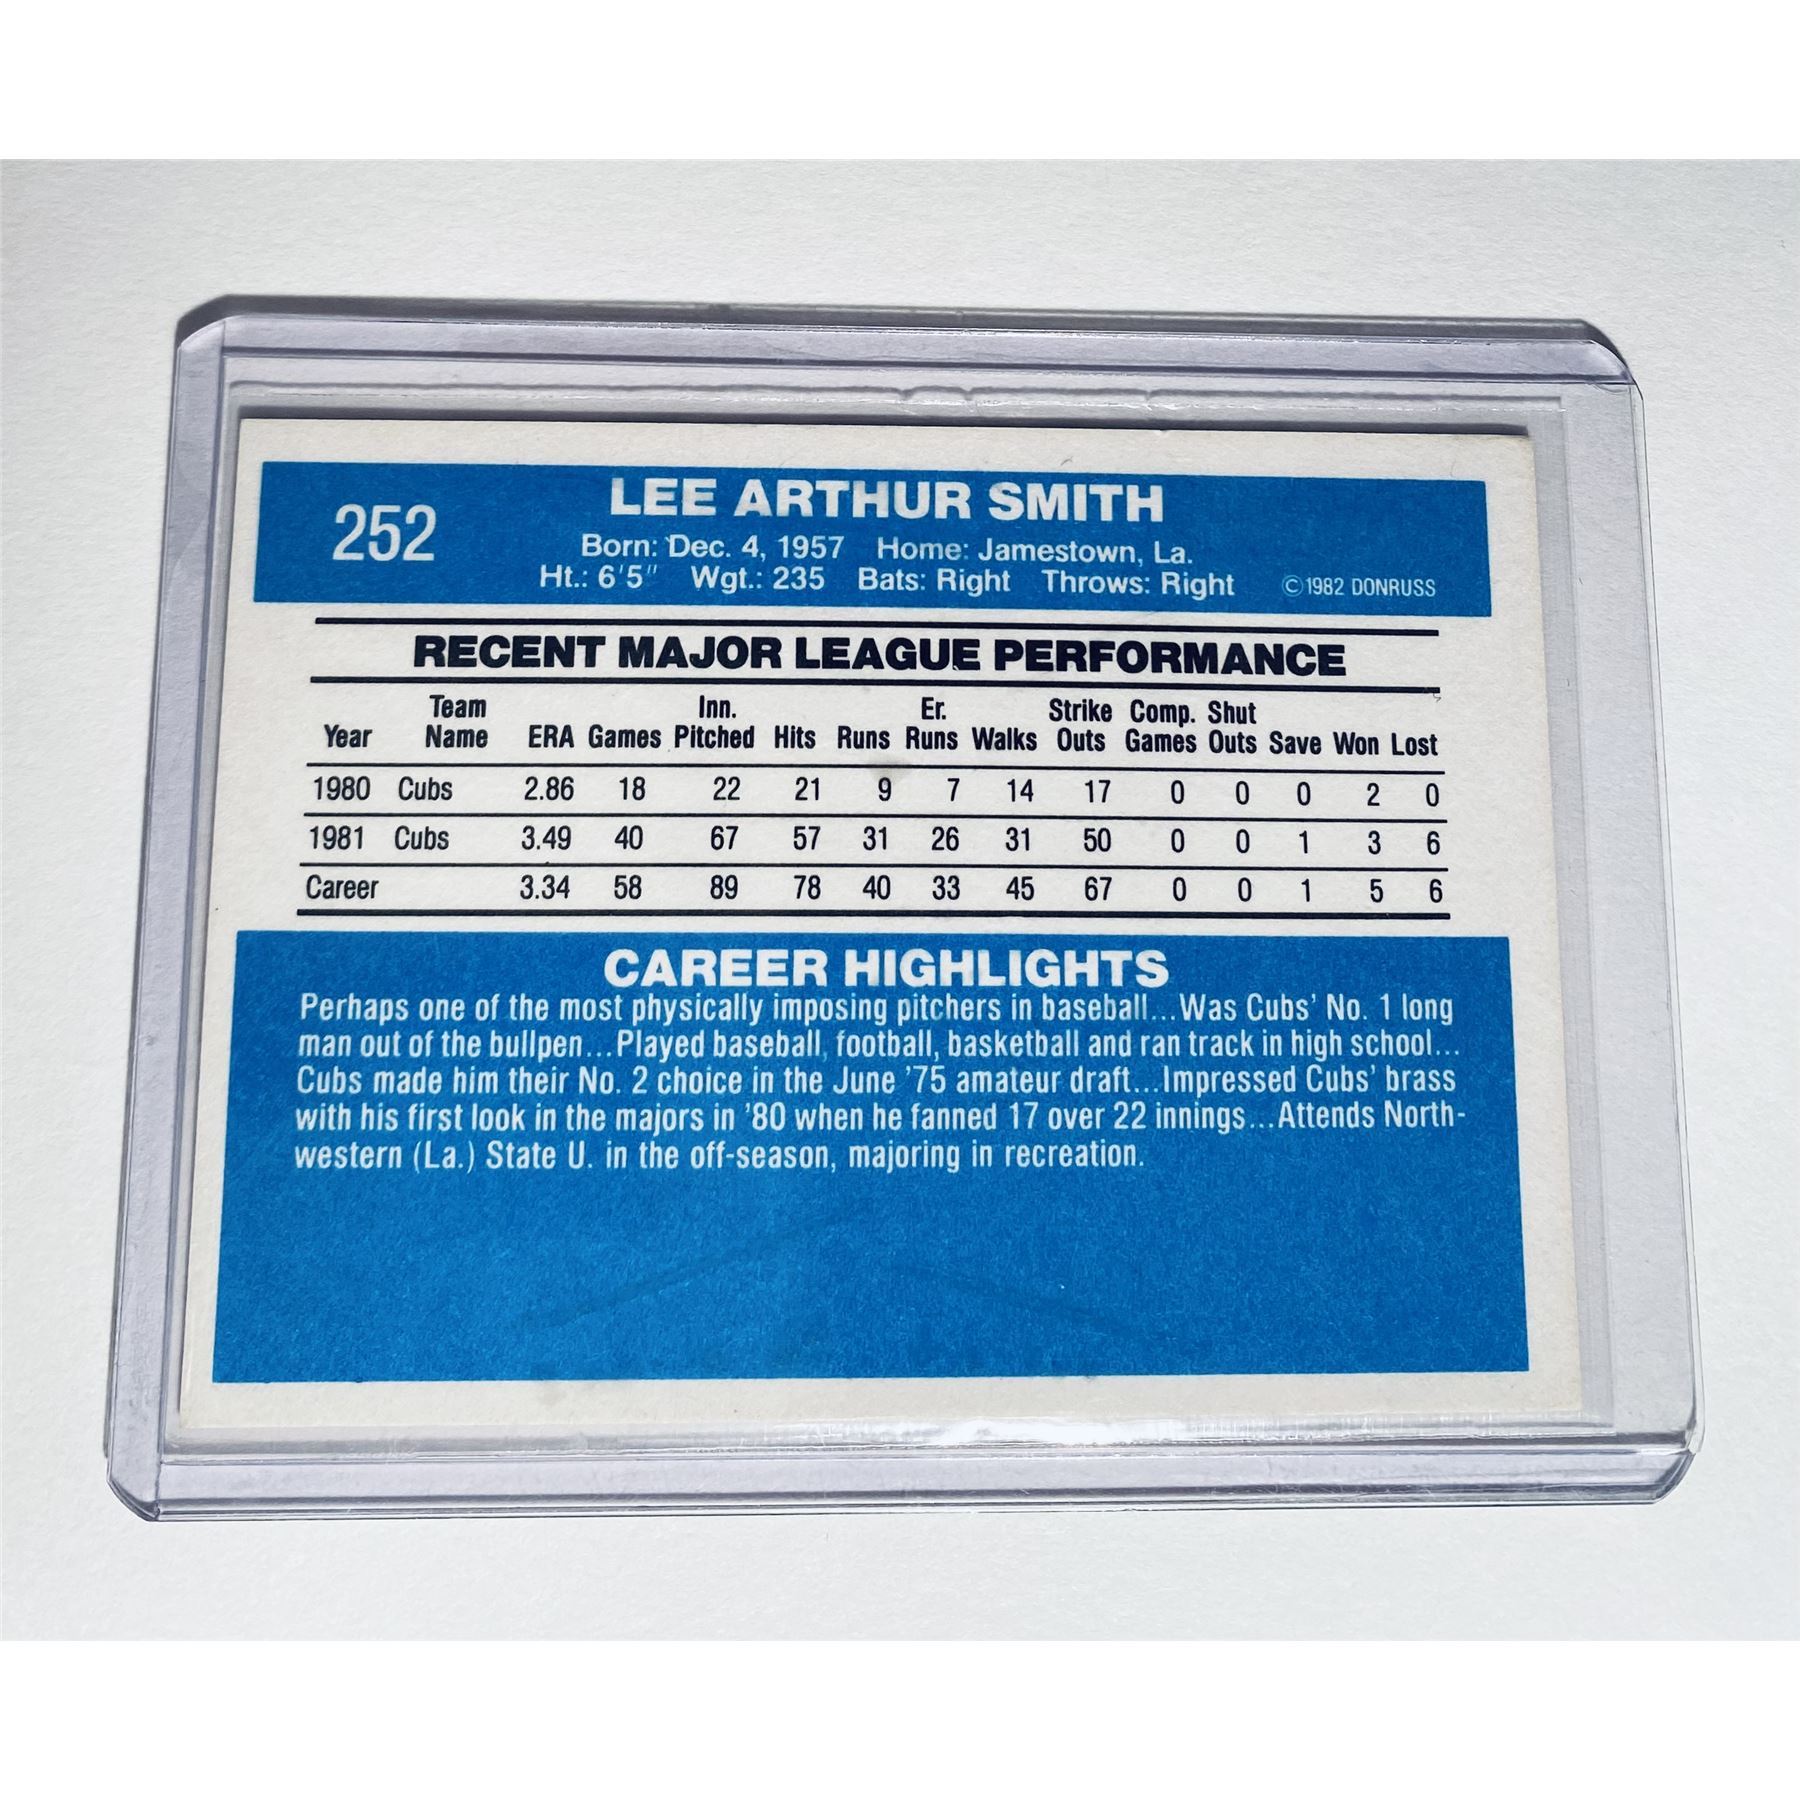 252
LEE ARTHUR SMITH
Born: Dec. 4, 1957 Home: Jamestown, La.
Ht.: 6'5" Wgt.: 235 Bats: Right Throws: Right
©1982 DONRUSS
RECENT MAJOR LEAGUE PERFORMANCE
Team Inn. Er. Strike Comp. Shut
Year Name ERA Games Pitched Hits Runs Runs Walks Outs Games Outs Save Won Lost
1980 Cubs 2.86 18 22 21 9 7 14 17 0 0 0 2 0
1981 Cubs 3.49 40 67 57 31 26 31 50 0 0 1 3 6
Career 3.34 58 89 78 40 33 45 67 0 0 1 5 6
CAREER HIGHLIGHTS
Perhaps one of the most physically imposing pitchers in baseball...Was Cubs' No. 1 long
man out of the bullpen...Played baseball, football, basketball and ran track in high school...
Cubs made him their No. 2 choice in the June '75 amateur draft...Impressed Cubs' brass
with his first look in the majors in '80 when he fanned 17 over 22 innings...Attends North-
western (La.) State U. in the off-season, majoring in recreation.